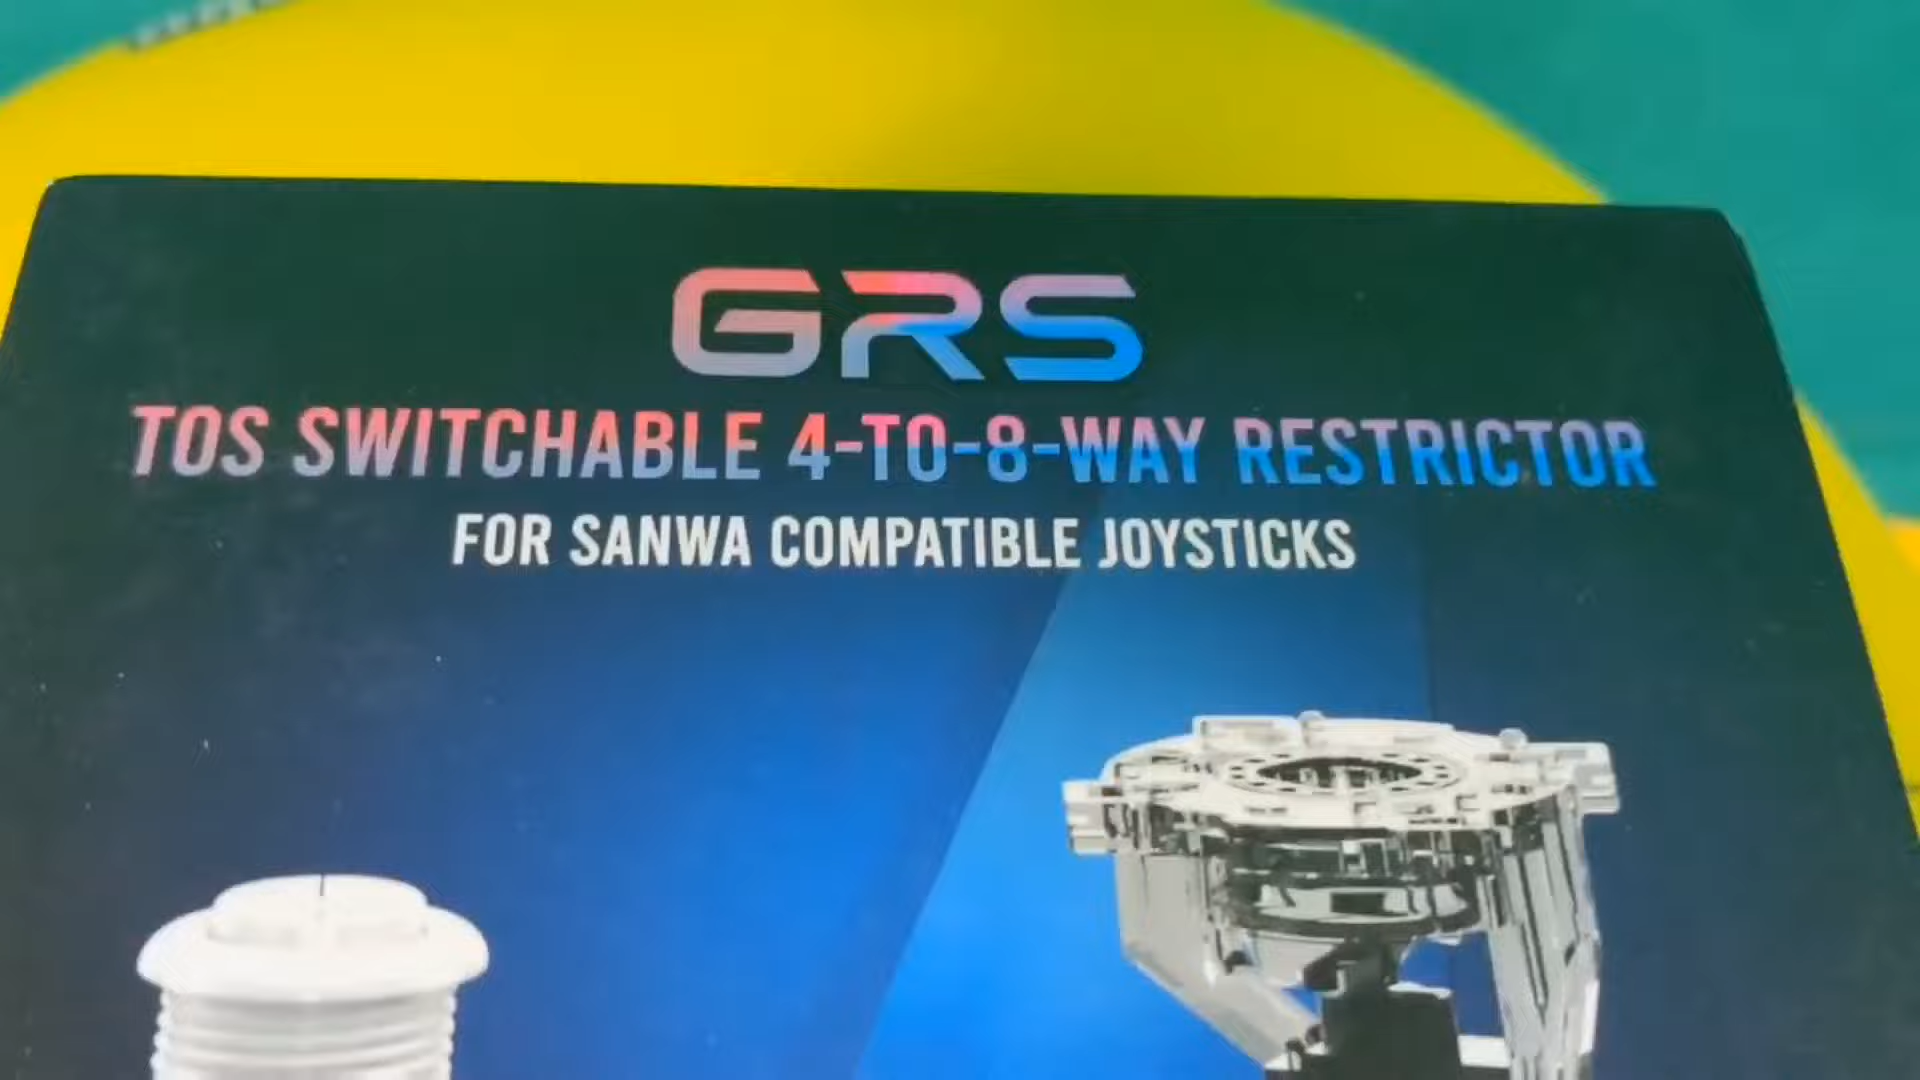 GRS
TOS SWITCHABLE 4-TO-8-WAY RESTRICTOR
FOR SANWA COMPATIBLE JOYSTICKS